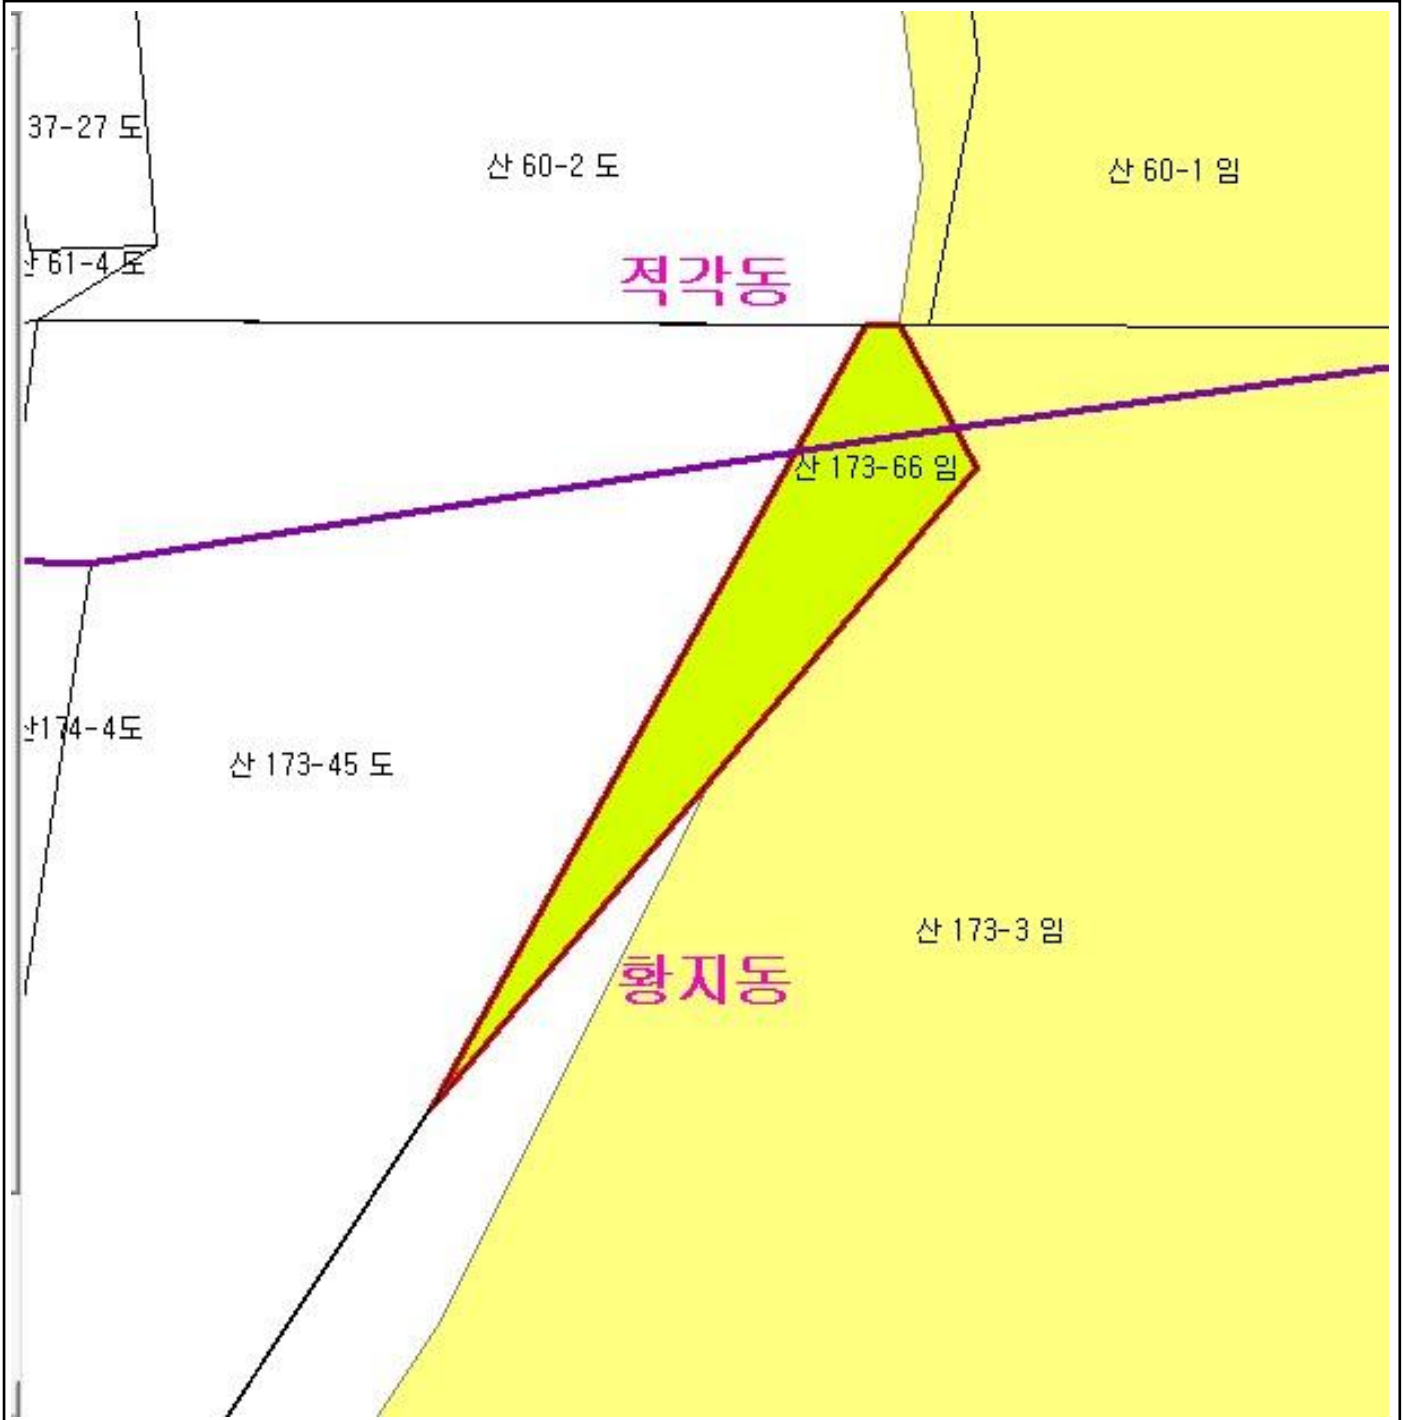 37-27 도
산 60-2 도
산 60-1 임
61-4 도
적각동
산 173-66 임
산174-4도
산 173-45 도
산 173-3 임
황지동